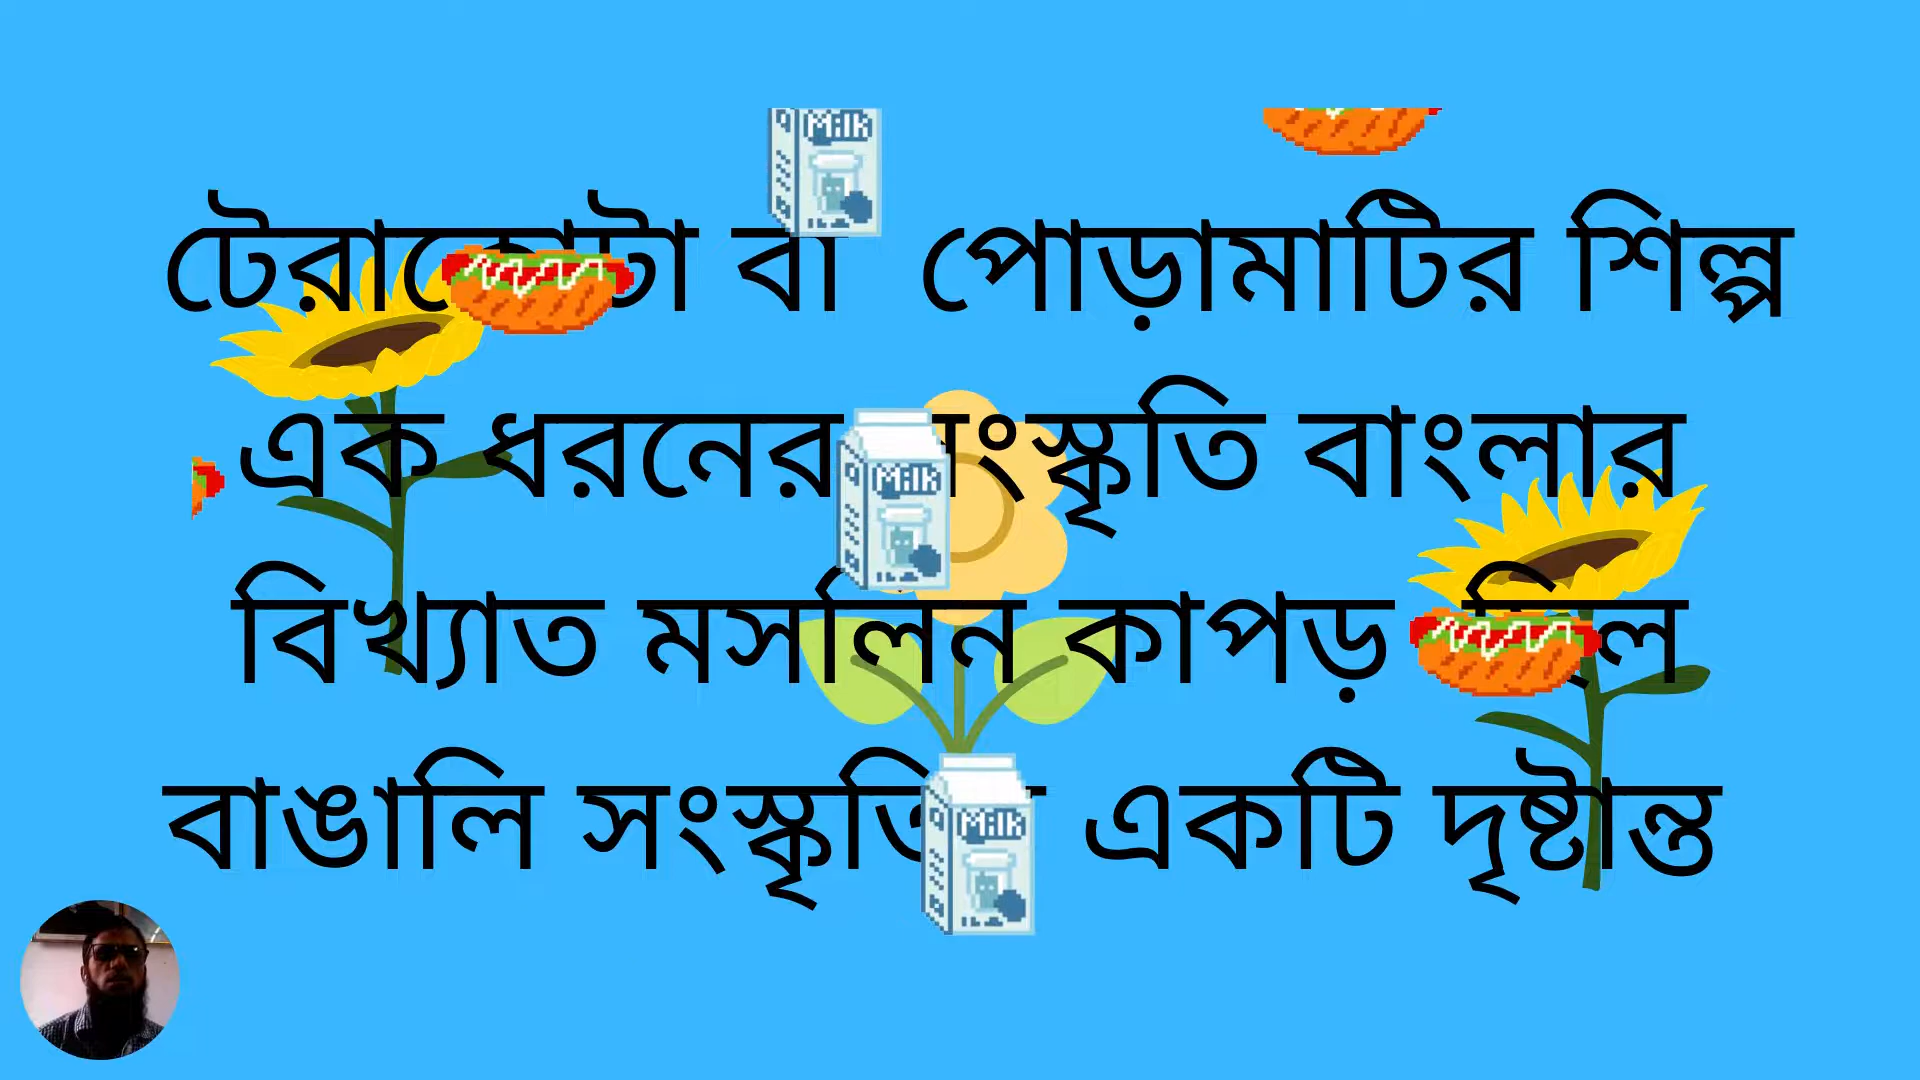 টেরাকোটা বা পোড়ামাটির শিল্প
এক ধরনের সংস্কৃতি বাংলার
বিখ্যাত মসলিন কাপড় ছিল
বাঙালি সংস্কৃতির একটি দৃষ্টান্ত